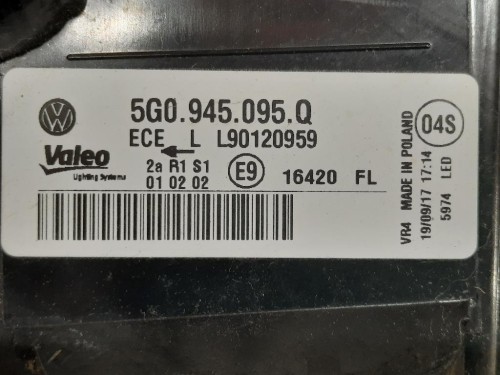 5G0.945.095.Q
ECE L L90120959
Valeo
Lighting Systems
2a R1 S1
01 02 02
E9
16420 FL
04S
VR4 MADE IN POLAND
19/09/17 17:14
5974 LED